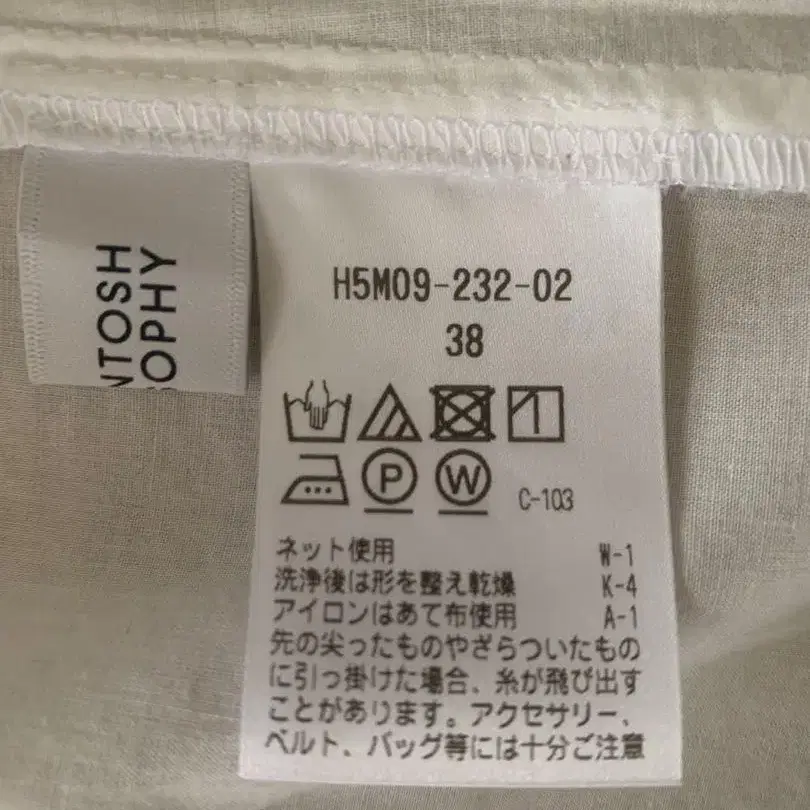 NTOSH
SOPHY
H5M09-232-02
38
P W C-103
ネット使用 W-1
洗浄後は形を整え乾燥 K-4
アイロンはあて布使用 A-1
先の尖ったものやざらついたもの
に引っ掛けた場合、糸が飛び出す
ことがあります。アクセサリー、
ベルト、バッグ等には十分ご注意